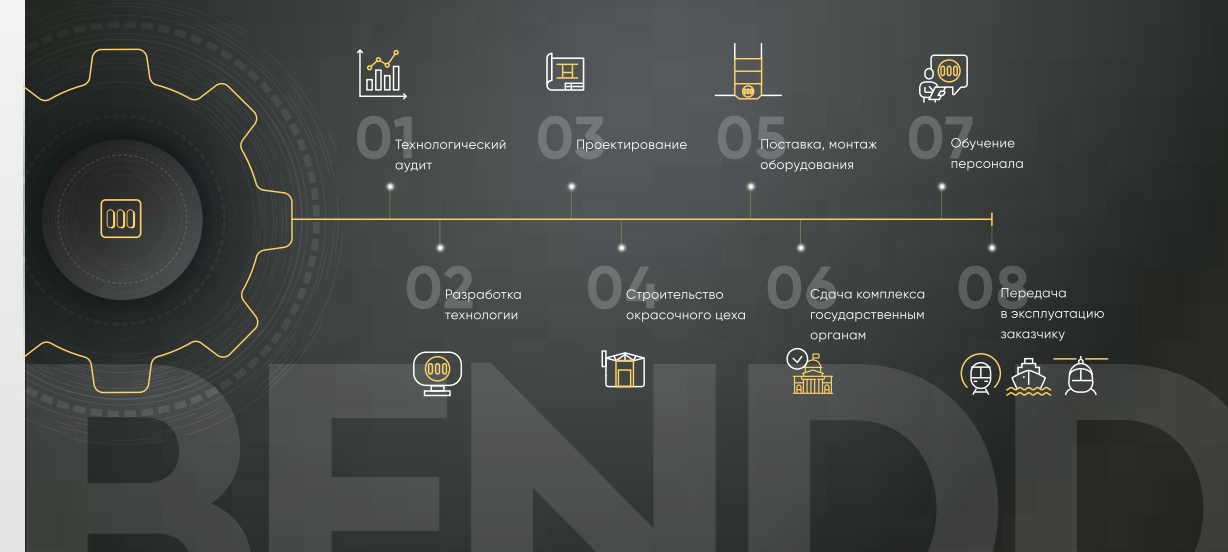 01
Технологический
аудит
03
Проектирование
05
Поставка, монтаж
оборудования
07
Обучение
персонала
02
Разработка
технологии
04
Строительство
окрасочного цеха
06
Сдача комплекса
государственным
органам
08
Передача
в эксплуатацию
заказчику
BENDD